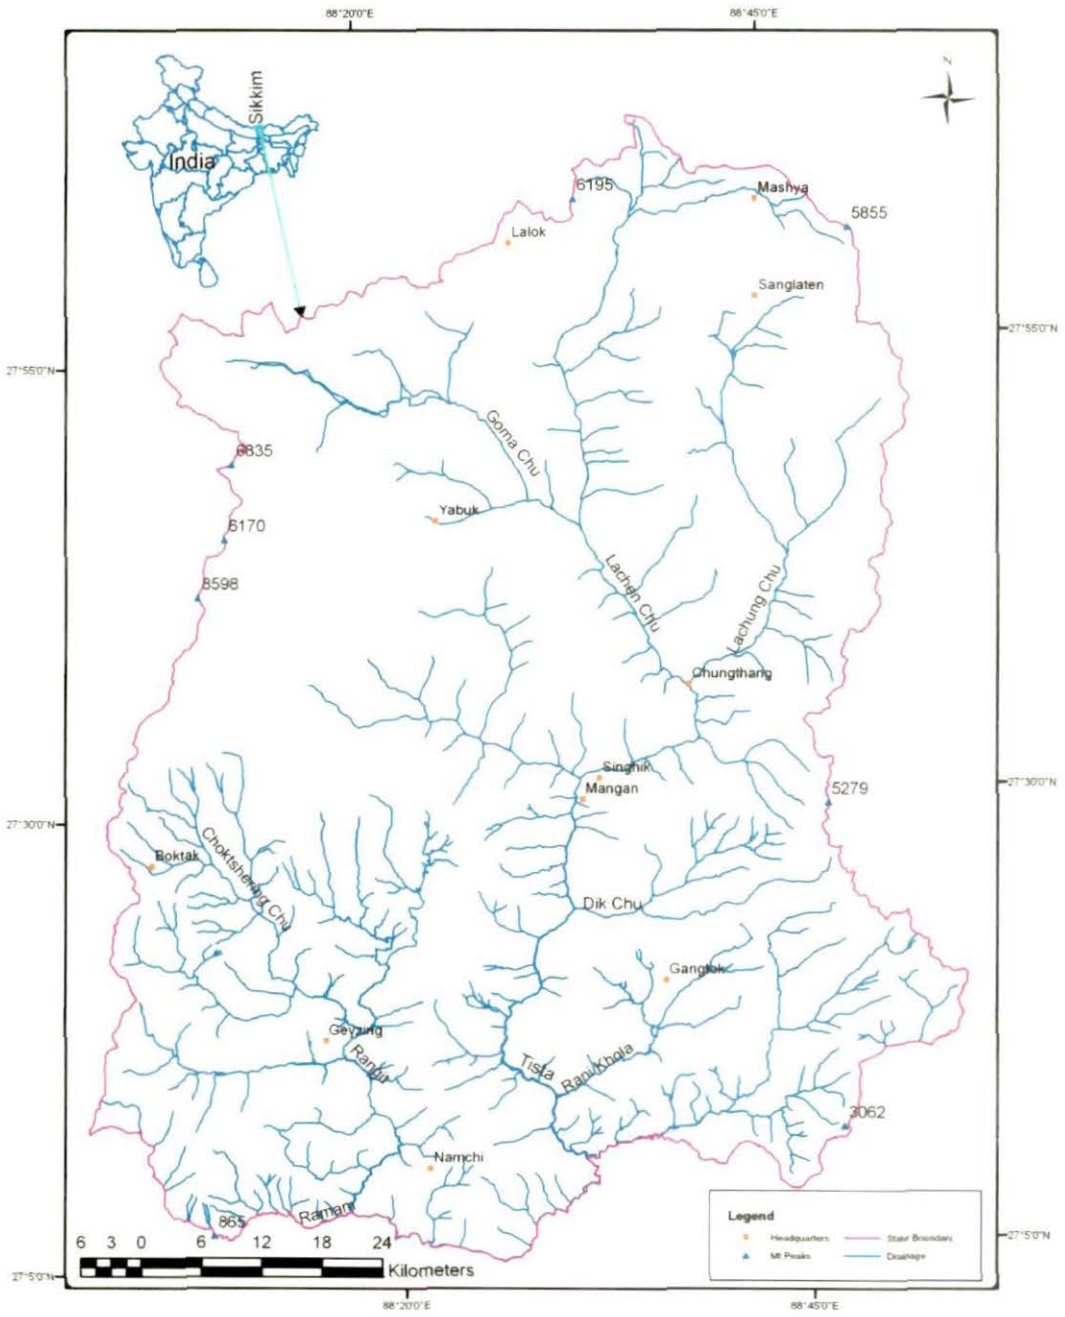 88°20'0"E
88°45'0"E
Sikkim
India
6195
Mashya
5855
Lalok
Sanglaten
27°55'0"N
27°55'0"N
Goma Chu
6835
Yabuk
6170
8598
Lachen Chu
Lachung Chu
Chungthang
Singhik
Mangan
5279
27°30'0"N
27°30'0"N
Choktshering Chu
Boktak
Dik Chu
Gangtok
Geyzing
Rangit
Tista
Rani Khola
3062
Namchi
Ramam
865
Legend
Headquarters
State Boundary
Mt Peaks
Drainage
6 3 0 6 12 18 24
Kilometers
27°5'0"N
27°5'0"N
88°20'0"E
88°45'0"E